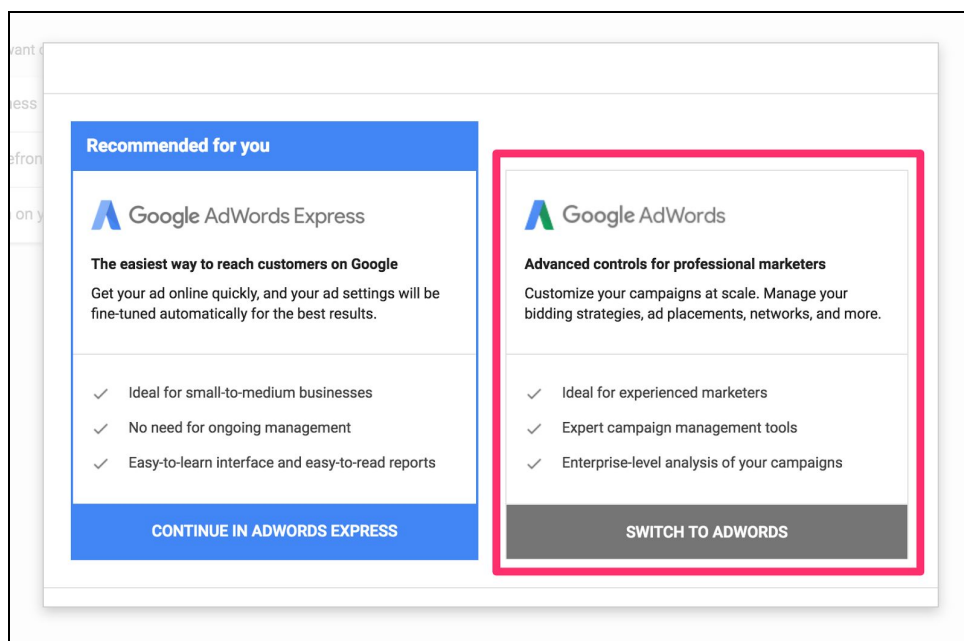 Recommended for you
Google AdWords Express
The easiest way to reach customers on Google
Get your ad online quickly, and your ad settings will be
fine-tuned automatically for the best results.
Ideal for small-to-medium businesses
No need for ongoing management
Easy-to-learn interface and easy-to-read reports
CONTINUE IN ADWORDS EXPRESS
Google AdWords
Advanced controls for professional marketers
Customize your campaigns at scale. Manage your
bidding strategies, ad placements, networks, and more.
Ideal for experienced marketers
Expert campaign management tools
Enterprise-level analysis of your campaigns
SWITCH TO ADWORDS